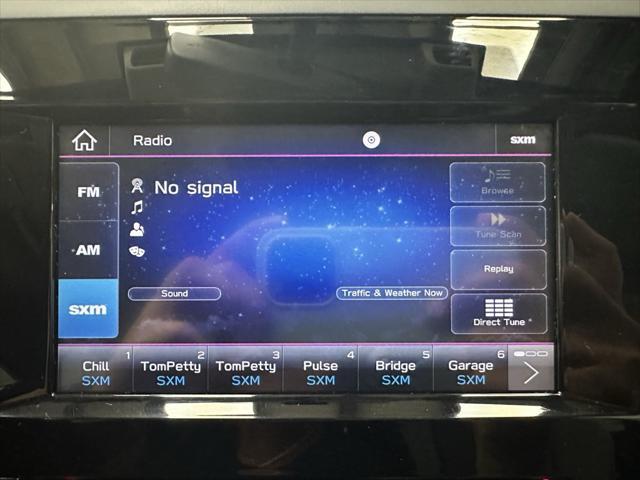 Radio
sxm
FM
No signal
Browse
AM
Tune Scan
Replay
sxm
Sound
Traffic & Weather Now
Direct Tune
1
Chill
SXM
2
TomPetty
SXM
3
TomPetty
SXM
4
Pulse
SXM
5
Bridge
SXM
6
Garage
SXM